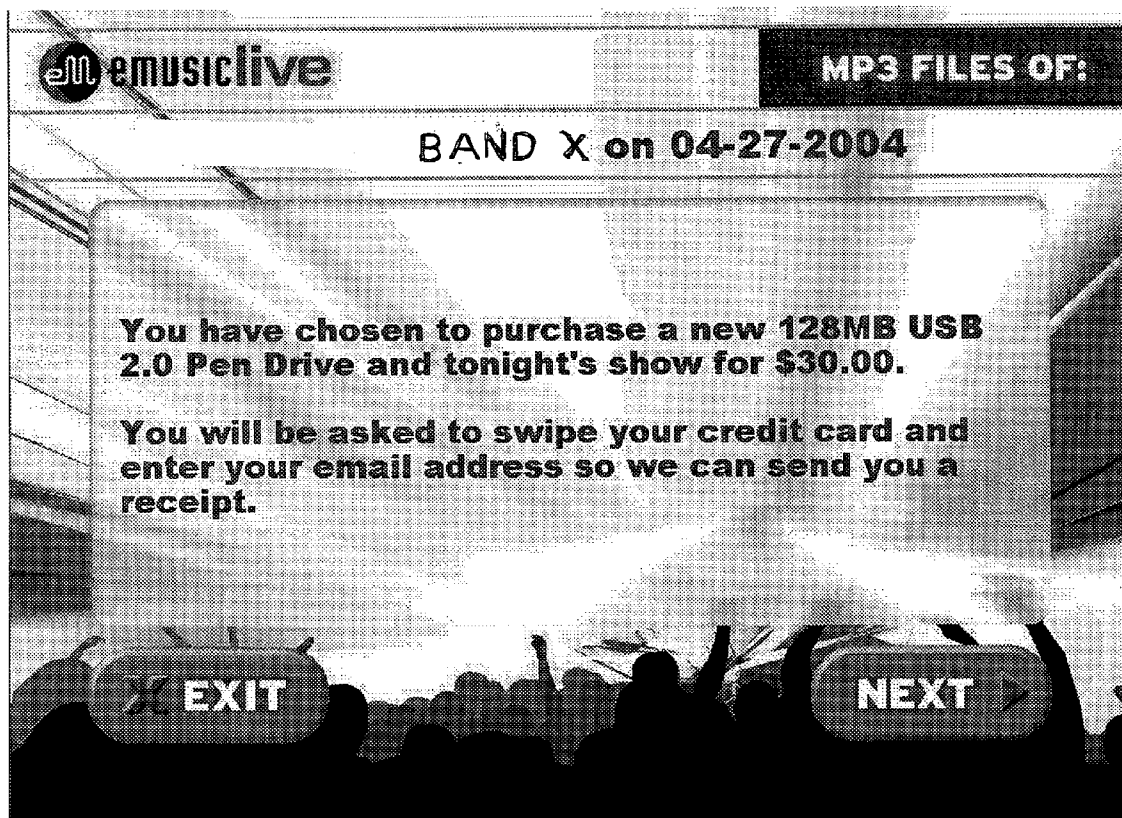 em emusiclive
MP3 FILES OF:
BAND X on 04-27-2004
You have chosen to purchase a new 128MB USB
2.0 Pen Drive and tonight's show for $30.00.
You will be asked to swipe your credit card and
enter your email address so we can send you a
receipt.
X EXIT
NEXT